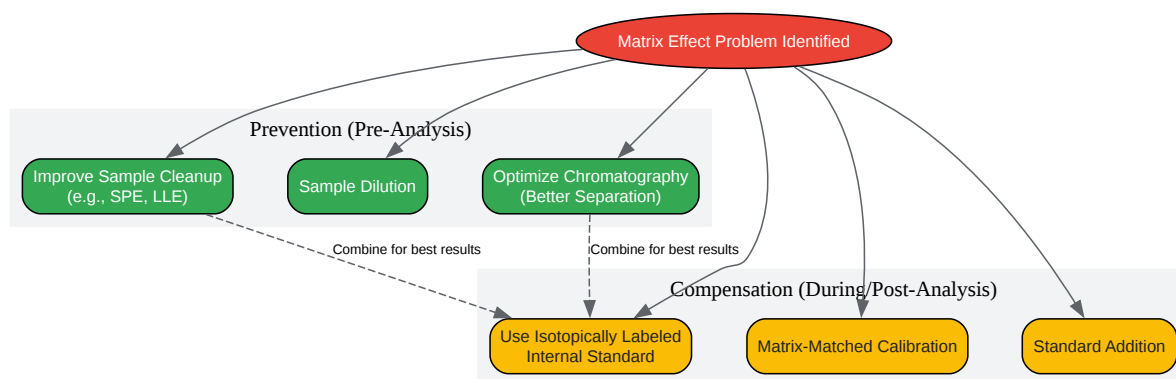 Matrix Effect Problem Identified
Prevention (Pre-Analysis)
Improve Sample Cleanup
(e.g., SPE, LLE)
Sample Dilution
Optimize Chromatography
(Better Separation)
Combine for best results
Combine for best results
Compensation (During/Post-Analysis)
Use Isotopically Labeled
Internal Standard
Matrix-Matched Calibration
Standard Addition